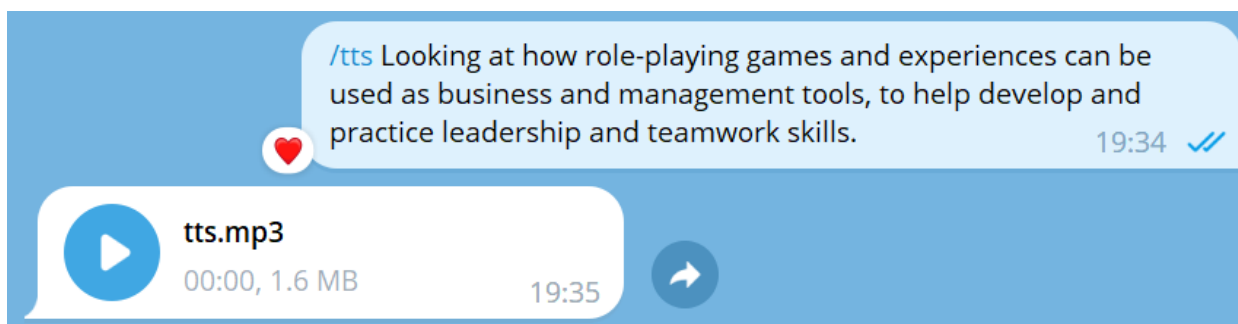 /tts Looking at how role-playing games and experiences can be
used as business and management tools, to help develop and
practice leadership and teamwork skills.
19:34
tts.mp3
00:00, 1.6 MB
19:35